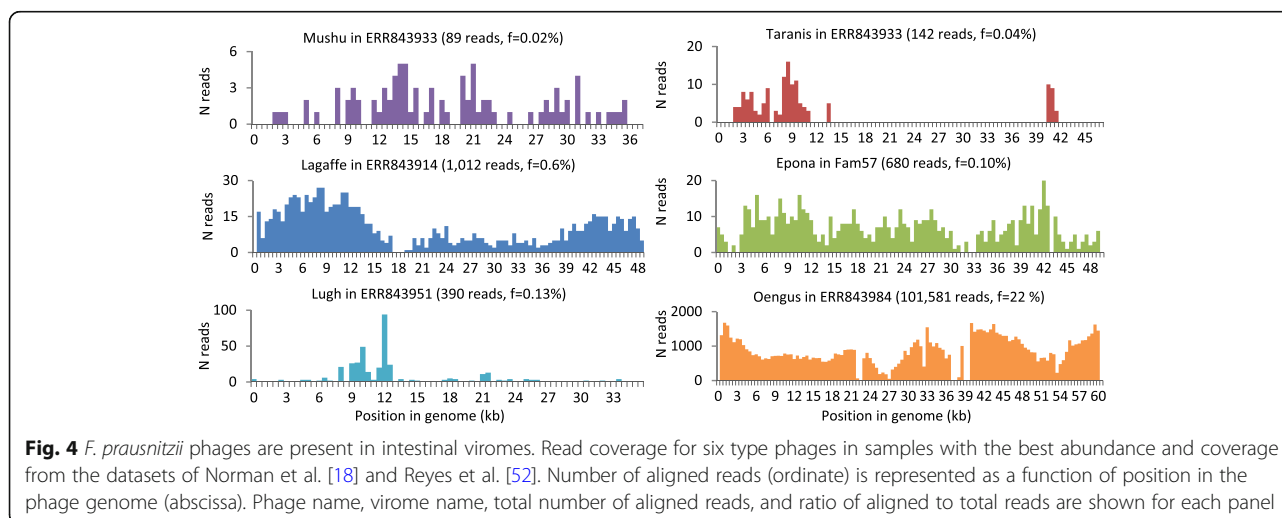 Mushu in ERR843933 (89 reads, f=0.02%)
N reads
6
3
0
0 3 6 9 12 15 18 21 24 27 30 33 36
Taranis in ERR843933 (142 reads, f=0.04%)
N reads
20
10
0
0 3 6 9 12 15 18 21 24 27 30 33 36 39 42 45
Lagaffe in ERR843914 (1,012 reads, f=0.6%)
N reads
30
15
0
0 3 6 9 12 15 18 21 24 27 30 33 36 39 42 45 48
Epona in Fam57 (680 reads, f=0.10%)
N reads
20
10
0
0 3 6 9 12 15 18 21 24 27 30 33 36 39 42 45 48
Lugh in ERR843951 (390 reads, f=0.13%)
N reads
100
50
0
0 3 6 9 12 15 18 21 24 27 30 33
Position in genome (kb)
Oengus in ERR843984 (101,581 reads, f=22 %)
N reads
2000
1000
0
0 3 6 9 12 15 18 21 24 27 30 33 36 39 42 45 48 51 54 57 60
Position in genome (kb)
Fig. 4 F. prausnitzii phages are present in intestinal viromes. Read coverage for six type phages in samples with the best abundance and coverage
from the datasets of Norman et al. [18] and Reyes et al. [52]. Number of aligned reads (ordinate) is represented as a function of position in the
phage genome (abscissa). Phage name, virome name, total number of aligned reads, and ratio of aligned to total reads are shown for each panel